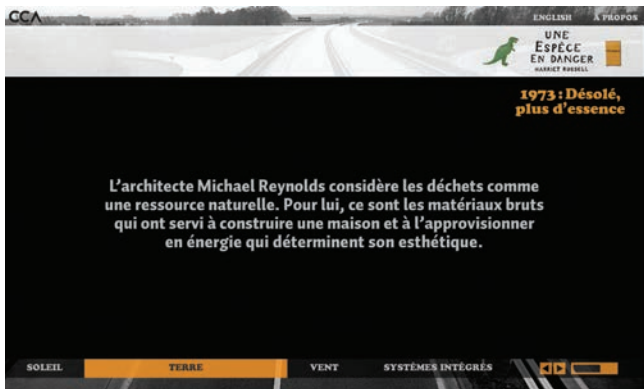 CCA
ENGLISH
À PROPOS
UNE
ESPÈCE
EN DANGER
HARRIET RUSSELL
1973 : Désolé,
plus d'essence
L'architecte Michael Reynolds considère les déchets comme
une ressource naturelle. Pour lui, ce sont les matériaux bruts
qui ont servi à construire une maison et à l'approvisionner
en énergie qui déterminent son esthétique.
SOLEIL
TERRE
VENT
SYSTÈMES INTÉGRÉS